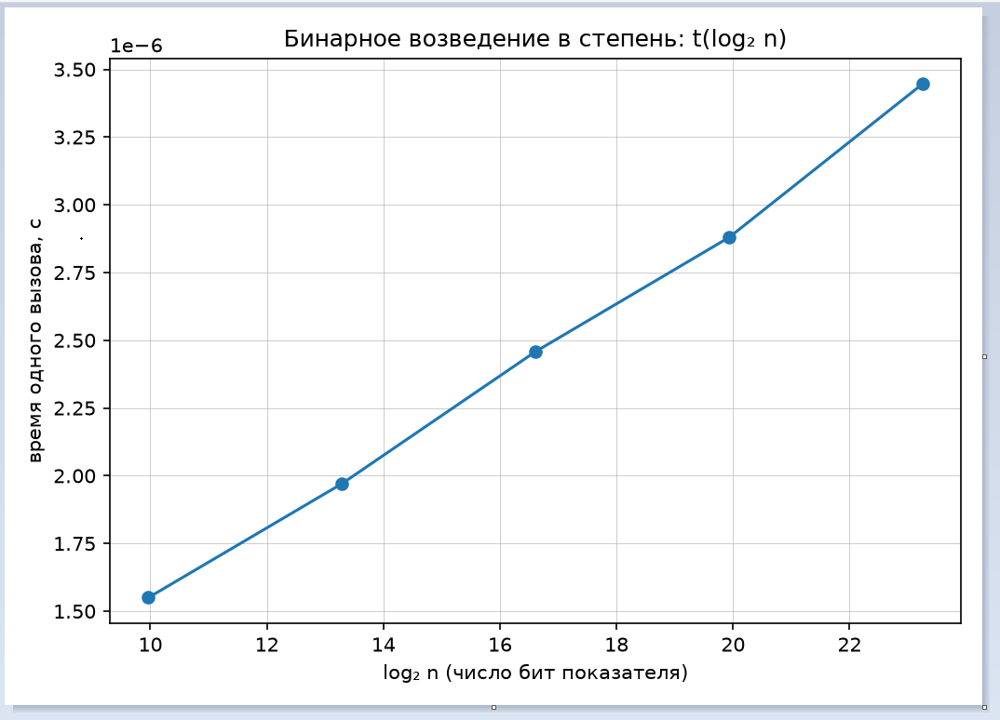 Бинарное возведение в степень: t(log₂ n)
1e−6
3.50
3.25
3.00
2.75
2.50
2.25
2.00
1.75
1.50
время одного вызова, с
10 12 14 16 18 20 22
log₂ n (число бит показателя)